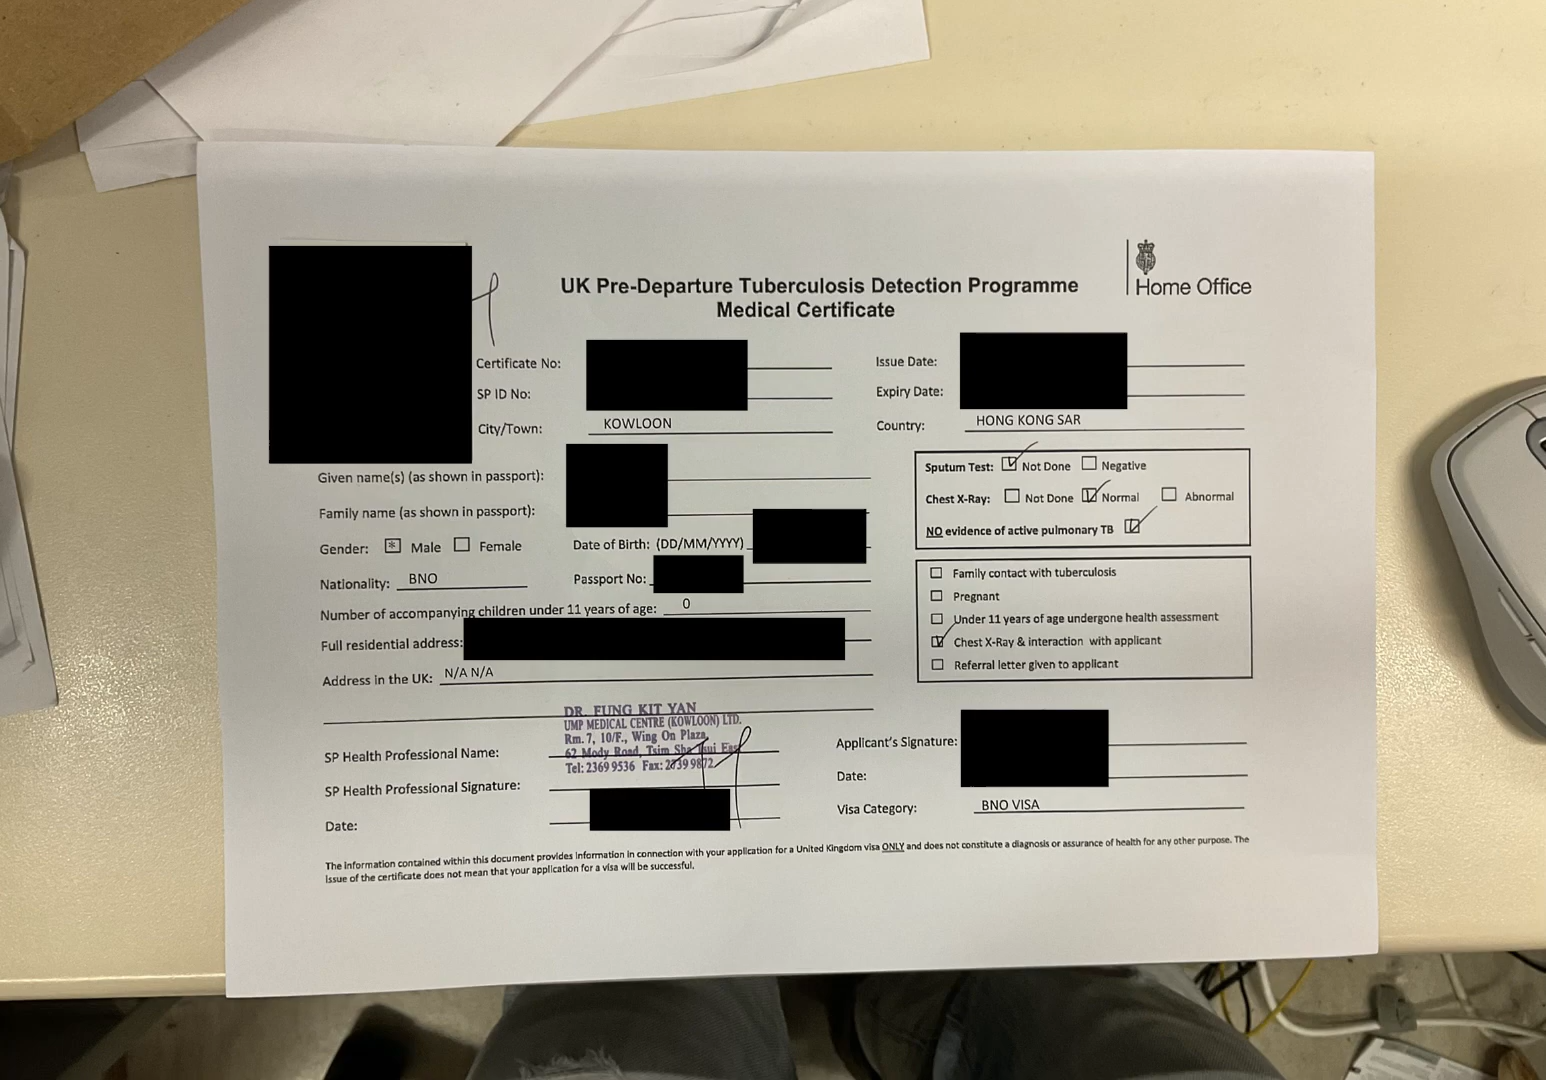 Home Office
UK Pre-Departure Tuberculosis Detection Programme
Medical Certificate
Certificate No:
Issue Date:
SP ID No:
Expiry Date:
City/Town: KOWLOON
Country: HONG KONG SAR
Given name(s) (as shown in passport):
Family name (as shown in passport):
Gender: Male Female
Date of Birth: (DD/MM/YYYY)
Nationality: BNO
Passport No:
Number of accompanying children under 11 years of age: 0
Full residential address:
Address in the UK: N/A N/A
Sputum Test: Not Done Negative
Chest X-Ray: Not Done Normal Abnormal
NO evidence of active pulmonary TB
Family contact with tuberculosis
Pregnant
Under 11 years of age undergone health assessment
Chest X-Ray & interaction with applicant
Referral letter given to applicant
DR. FUNG KIT YAN
UMP MEDICAL CENTRE (KOWLOON) LTD.
Rm. 7, 10/F., Wing On Plaza,
62 Mody Road, Tsim Sha Tsui East
Tel: 2369 9536 Fax: 2739 9872
SP Health Professional Name:
SP Health Professional Signature:
Date:
Applicant's Signature:
Date:
Visa Category: BNO VISA
The information contained within this document provides information in connection with your application for a United Kingdom visa ONLY and does not constitute a diagnosis or assurance of health for any other purpose. The
issue of the certificate does not mean that your application for a visa will be successful.